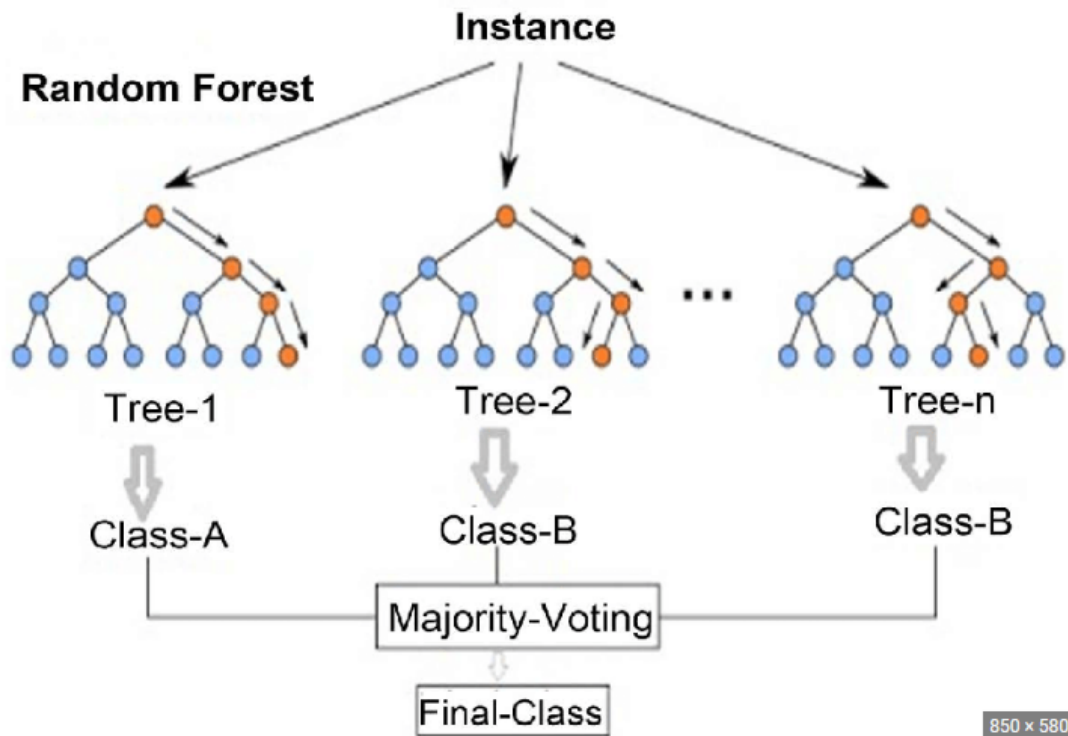 Instance
Random Forest
...
Tree-1
Tree-2
Tree-n
Class-A
Class-B
Class-B
Majority-Voting
Final-Class
850 × 580